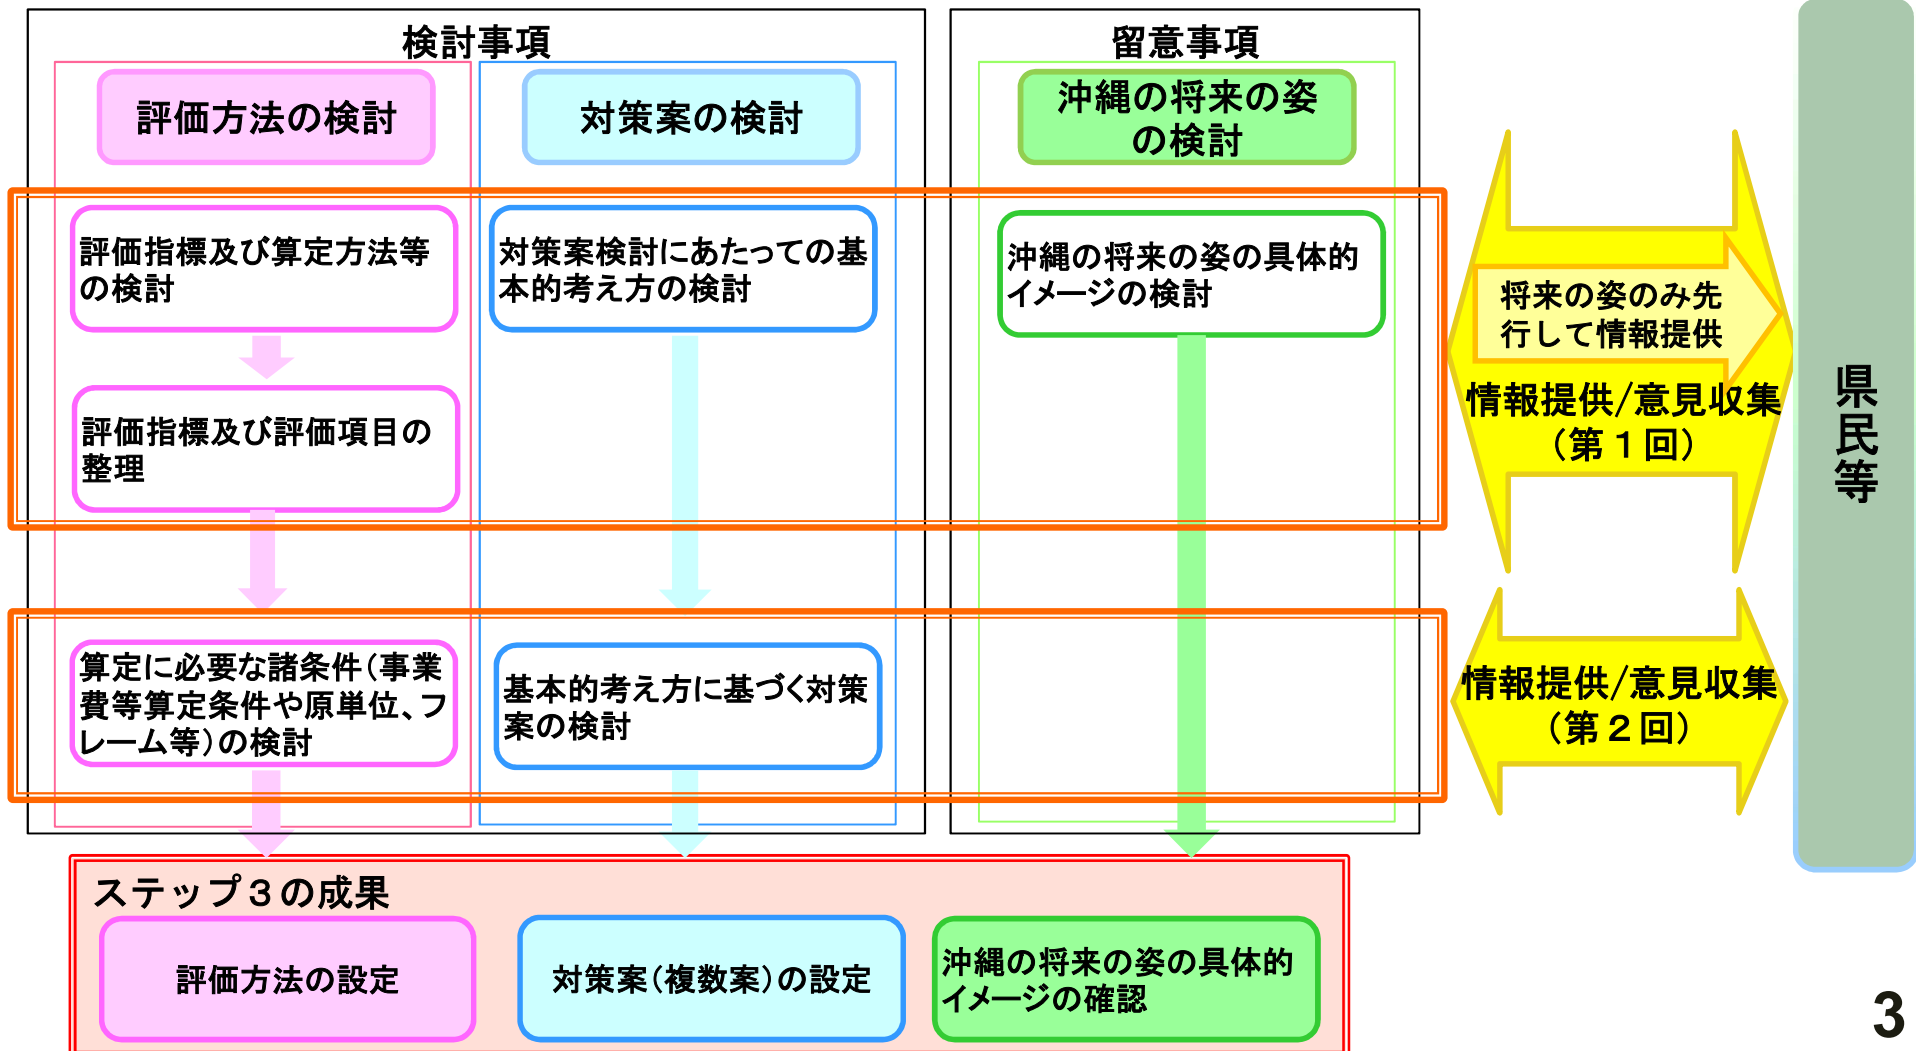 検討事項
留意事項
評価方法の検討
対策案の検討
沖縄の将来の姿
の検討
評価指標及び算定方法等
の検討
対策案検討にあたっての基
本的考え方の検討
沖縄の将来の姿の具体的
イメージの検討
将来の姿のみ先
行して情報提供
情報提供/意見収集
（第１回）
県民等
評価指標及び評価項目の
整理
算定に必要な諸条件（事業
費等算定条件や原単位、フ
レーム等）の検討
基本的考え方に基づく対策
案の検討
情報提供/意見収集
（第２回）
ステップ３の成果
評価方法の設定
対策案（複数案）の設定
沖縄の将来の姿の具体的
イメージの確認
3